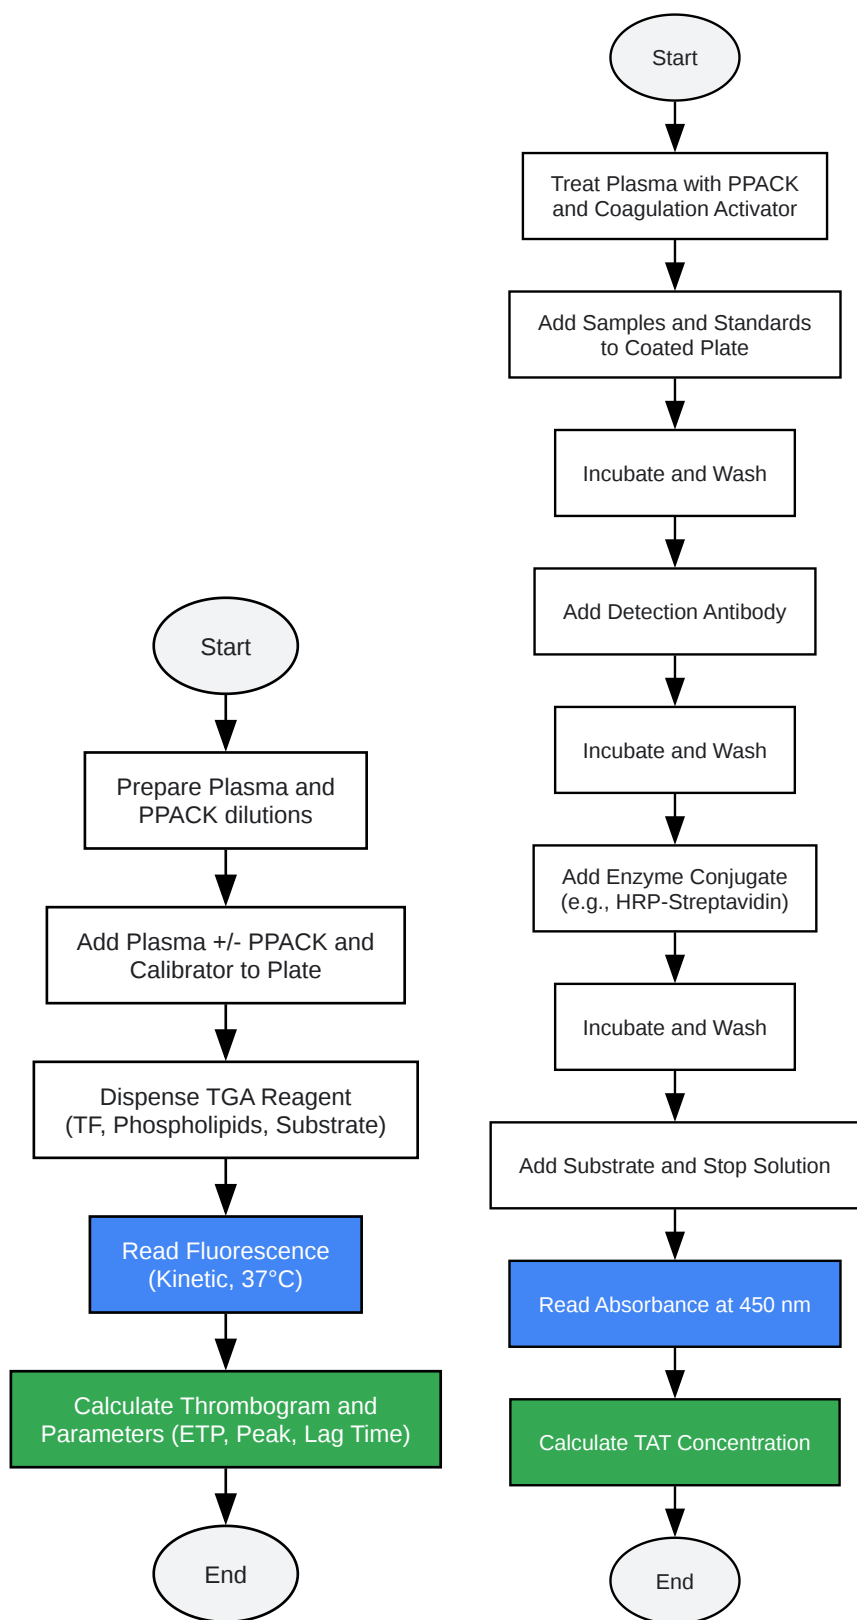 Start
Prepare Plasma and
PPACK dilutions
Add Plasma +/- PPACK and
Calibrator to Plate
Dispense TGA Reagent
(TF, Phospholipids, Substrate)
Read Fluorescence
(Kinetic, 37°C)
Calculate Thrombogram and
Parameters (ETP, Peak, Lag Time)
End
Start
Treat Plasma with PPACK
and Coagulation Activator
Add Samples and Standards
to Coated Plate
Incubate and Wash
Add Detection Antibody
Incubate and Wash
Add Enzyme Conjugate
(e.g., HRP-Streptavidin)
Incubate and Wash
Add Substrate and Stop Solution
Read Absorbance at 450 nm
Calculate TAT Concentration
End